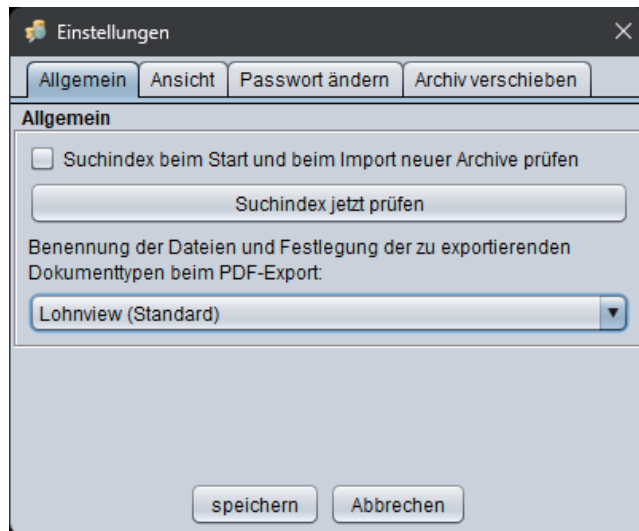 Einstellungen
Allgemein Ansicht Passwort ändern Archiv verschieben
Allgemein
Suchindex beim Start und beim Import neuer Archive prüfen
Suchindex jetzt prüfen
Benennung der Dateien und Festlegung der zu exportierenden
Dokumenttypen beim PDF-Export:
Lohnview (Standard)
speichern Abbrechen